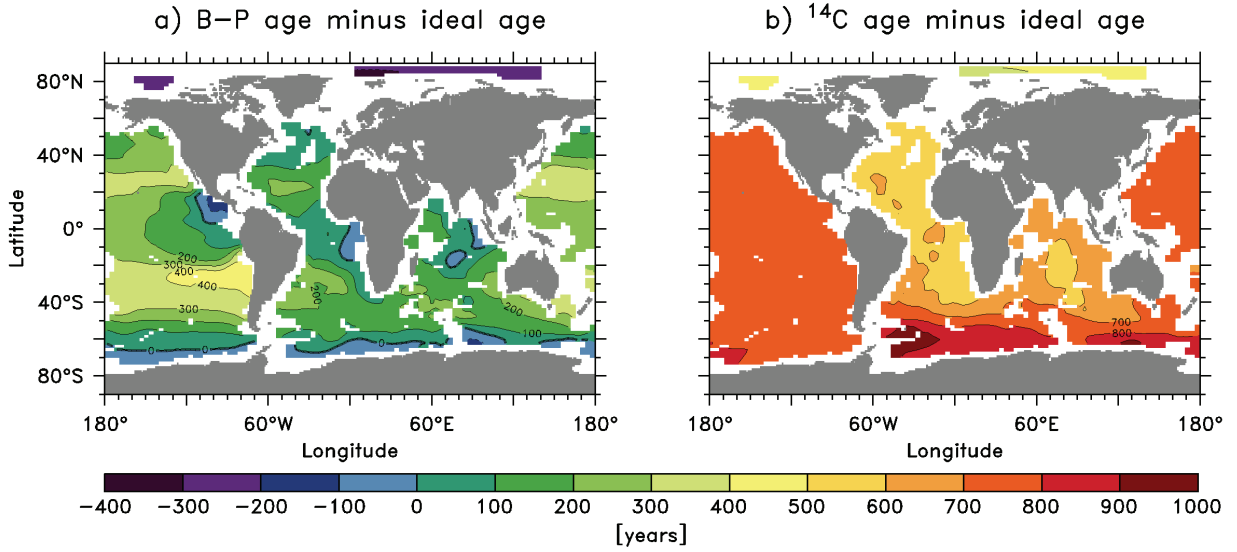 a) B–P age minus ideal age
b) ¹⁴C age minus ideal age
80°N
40°N
0°
40°S
80°S
Latitude
200
300
400
400
300
200
200
100
0
0
0
700
800
180°
60°W
60°E
180°
180°
60°W
60°E
180°
Longitude
Longitude
−400 −300 −200 −100 0 100 200 300 400 500 600 700 800 900 1000
[years]